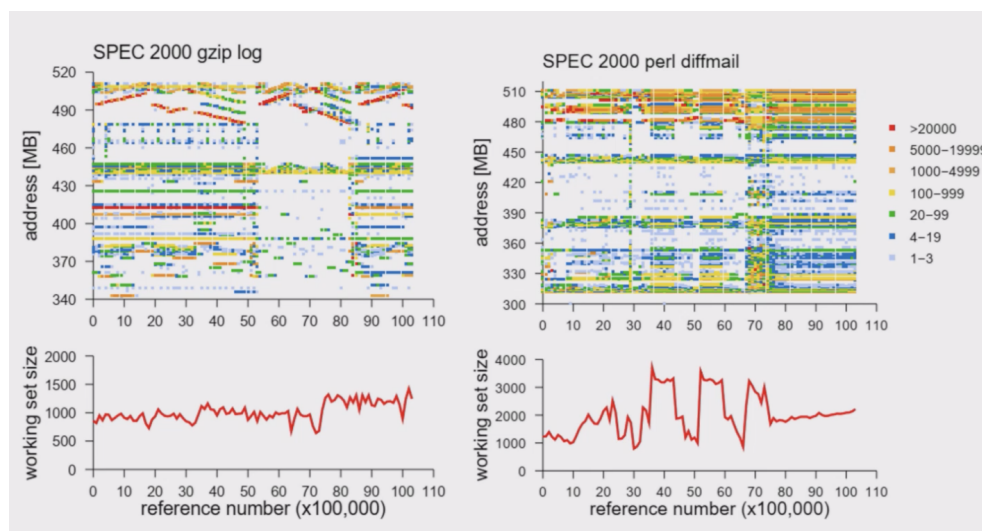 SPEC 2000 gzip log
address [MB]
520
490
460
430
400
370
340
0 10 20 30 40 50 60 70 80 90 100 110
working set size
2000
1500
1000
500
0
0 10 20 30 40 50 60 70 80 90 100 110
reference number (x100,000)
SPEC 2000 perl diffmail
address [MB]
510
480
450
420
390
360
330
300
0 10 20 30 40 50 60 70 80 90 100 110
>20000
5000-19999
1000-4999
100-999
20-99
4-19
1-3
working set size
4000
3000
2000
1000
0
0 10 20 30 40 50 60 70 80 90 100 110
reference number (x100,000)